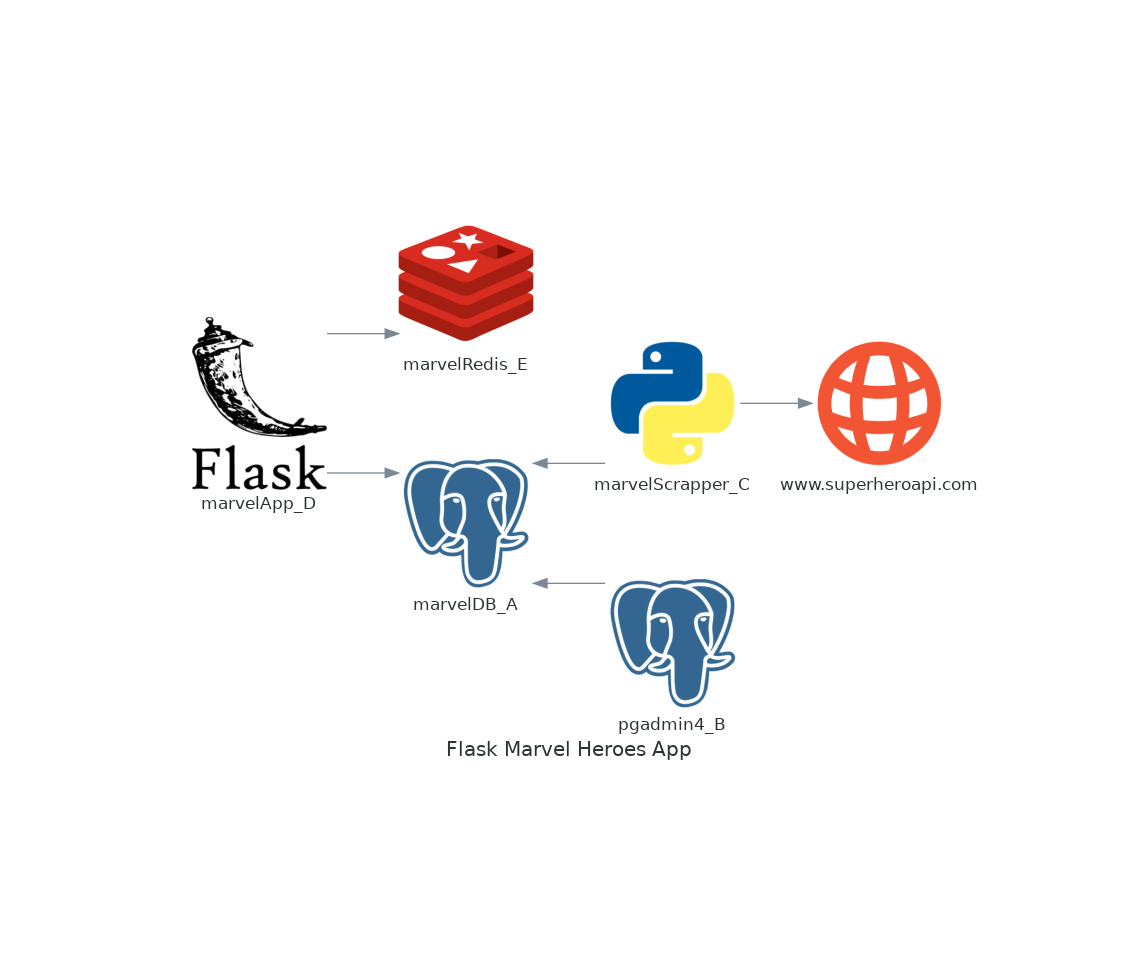 marvelRedis_E
Flask
marvelApp_D
marvelScrapper_C
www.superheroapi.com
marvelDB_A
pgadmin4_B
Flask Marvel Heroes App